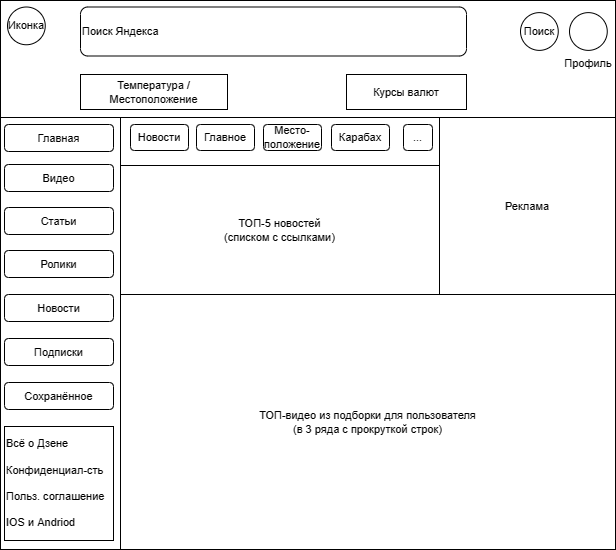 Иконка
Поиск Яндекса
Поиск
Профиль
Температура /
Местоположение
Курсы валют
Главная
Видео
Статьи
Ролики
Новости
Подписки
Сохранённое
Всё о Дзене
Конфиденциал-сть
Польз. соглашение
IOS и Andriod
Новости
Главное
Место-
положение
Карабах
...
ТОП-5 новостей
(списком с ссылками)
Реклама
ТОП-видео из подборки для пользователя
(в 3 ряда с прокруткой строк)